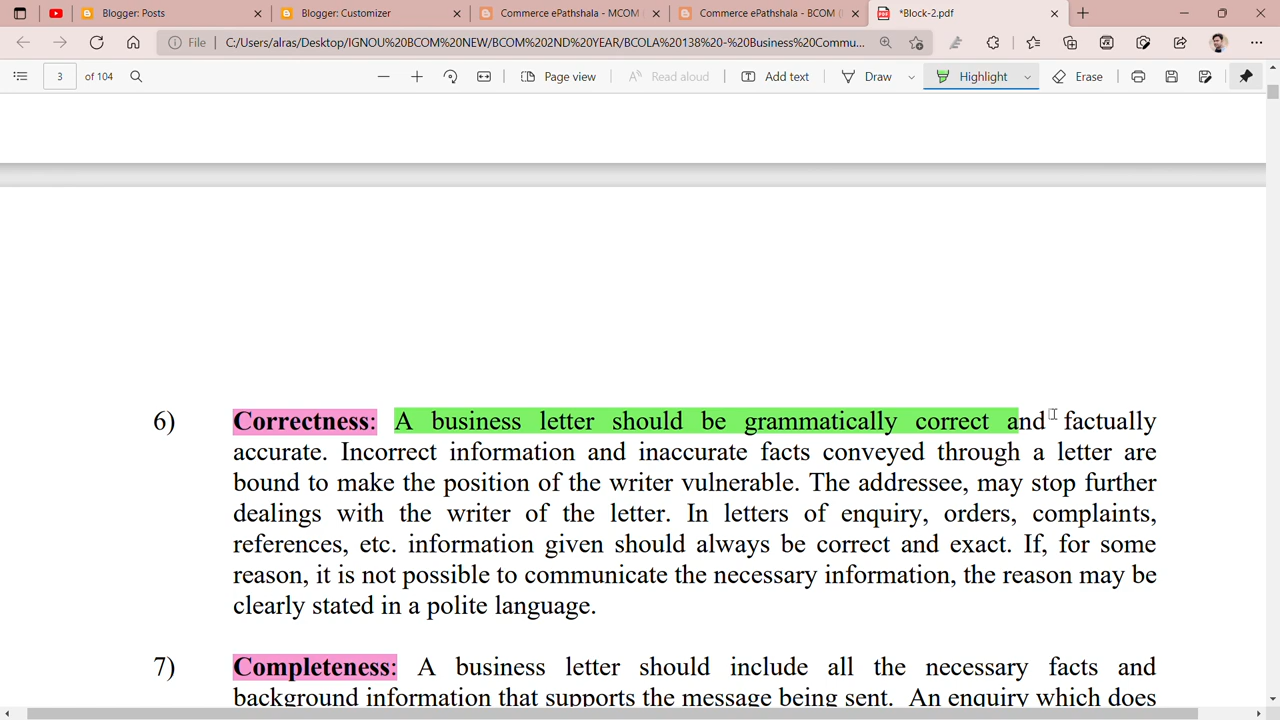 Blogger: Posts
Blogger: Customizer
Commerce ePathshala - MCOM
Commerce ePathshala - BCOM (
*Block-2.pdf
File
C:/Users/alras/Desktop/IGNOU%20BCOM%20NEW/BCOM%202ND%20YEAR/BCOLA%20138%20-%20Business%20Commu...
3 of 104
Page view
Read aloud
Add text
Draw
Highlight
Erase
6) Correctness: A business letter should be grammatically correct and factually
accurate. Incorrect information and inaccurate facts conveyed through a letter are
bound to make the position of the writer vulnerable. The addressee, may stop further
dealings with the writer of the letter. In letters of enquiry, orders, complaints,
references, etc. information given should always be correct and exact. If, for some
reason, it is not possible to communicate the necessary information, the reason may be
clearly stated in a polite language.
7) Completeness: A business letter should include all the necessary facts and
background information that supports the message being sent. An enquiry which does